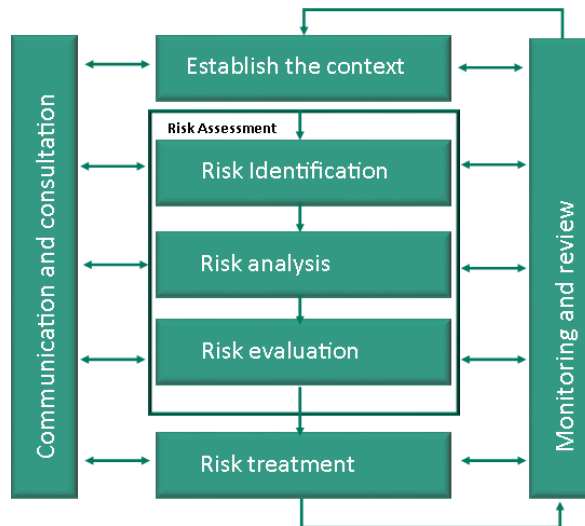 Establish the context
Risk Assessment
Risk Identification
Risk analysis
Risk evaluation
Risk treatment
Communication and consultation
Monitoring and review